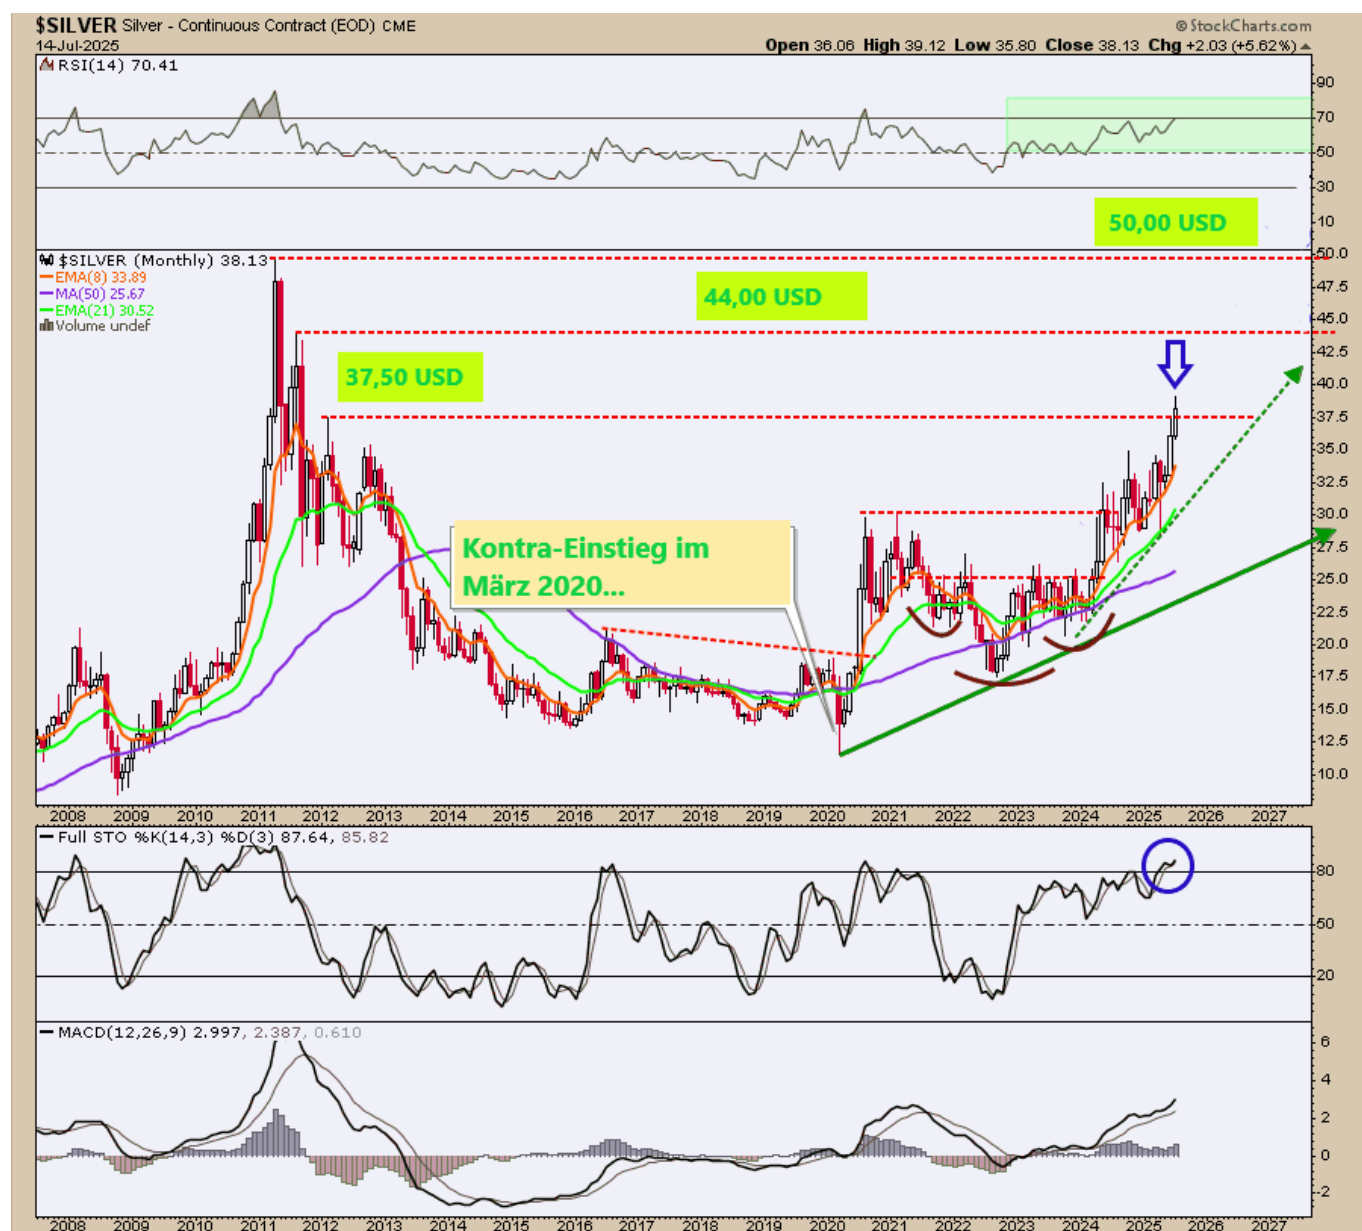 $SILVER Silver - Continuous Contract (EOD) CME
© StockCharts.com
14-Jul-2025
Open 36.06 High 39.12 Low 35.80 Close 38.13 Chg +2.03 (+5.62%)
RSI(14) 70.41
90
70
50
30
10
50,00 USD
$SILVER (Monthly) 38.13
EMA(8) 33.89
MA(50) 25.67
EMA(21) 30.52
Volume undef
44,00 USD
37,50 USD
Kontra-Einstieg im
März 2020...
50.0
47.5
45.0
42.5
40.0
37.5
35.0
32.5
30.0
27.5
25.0
22.5
20.0
17.5
15.0
12.5
10.0
2008 2009 2010 2011 2012 2013 2014 2015 2016 2017 2018 2019 2020 2021 2022 2023 2024 2025 2026 2027
Full STO %K(14,3) %D(3) 87.64, 85.82
80
50
20
MACD(12,26,9) 2.997, 2.387, 0.610
6
4
2
0
-2
2008 2009 2010 2011 2012 2013 2014 2015 2016 2017 2018 2019 2020 2021 2022 2023 2024 2025 2026 2027